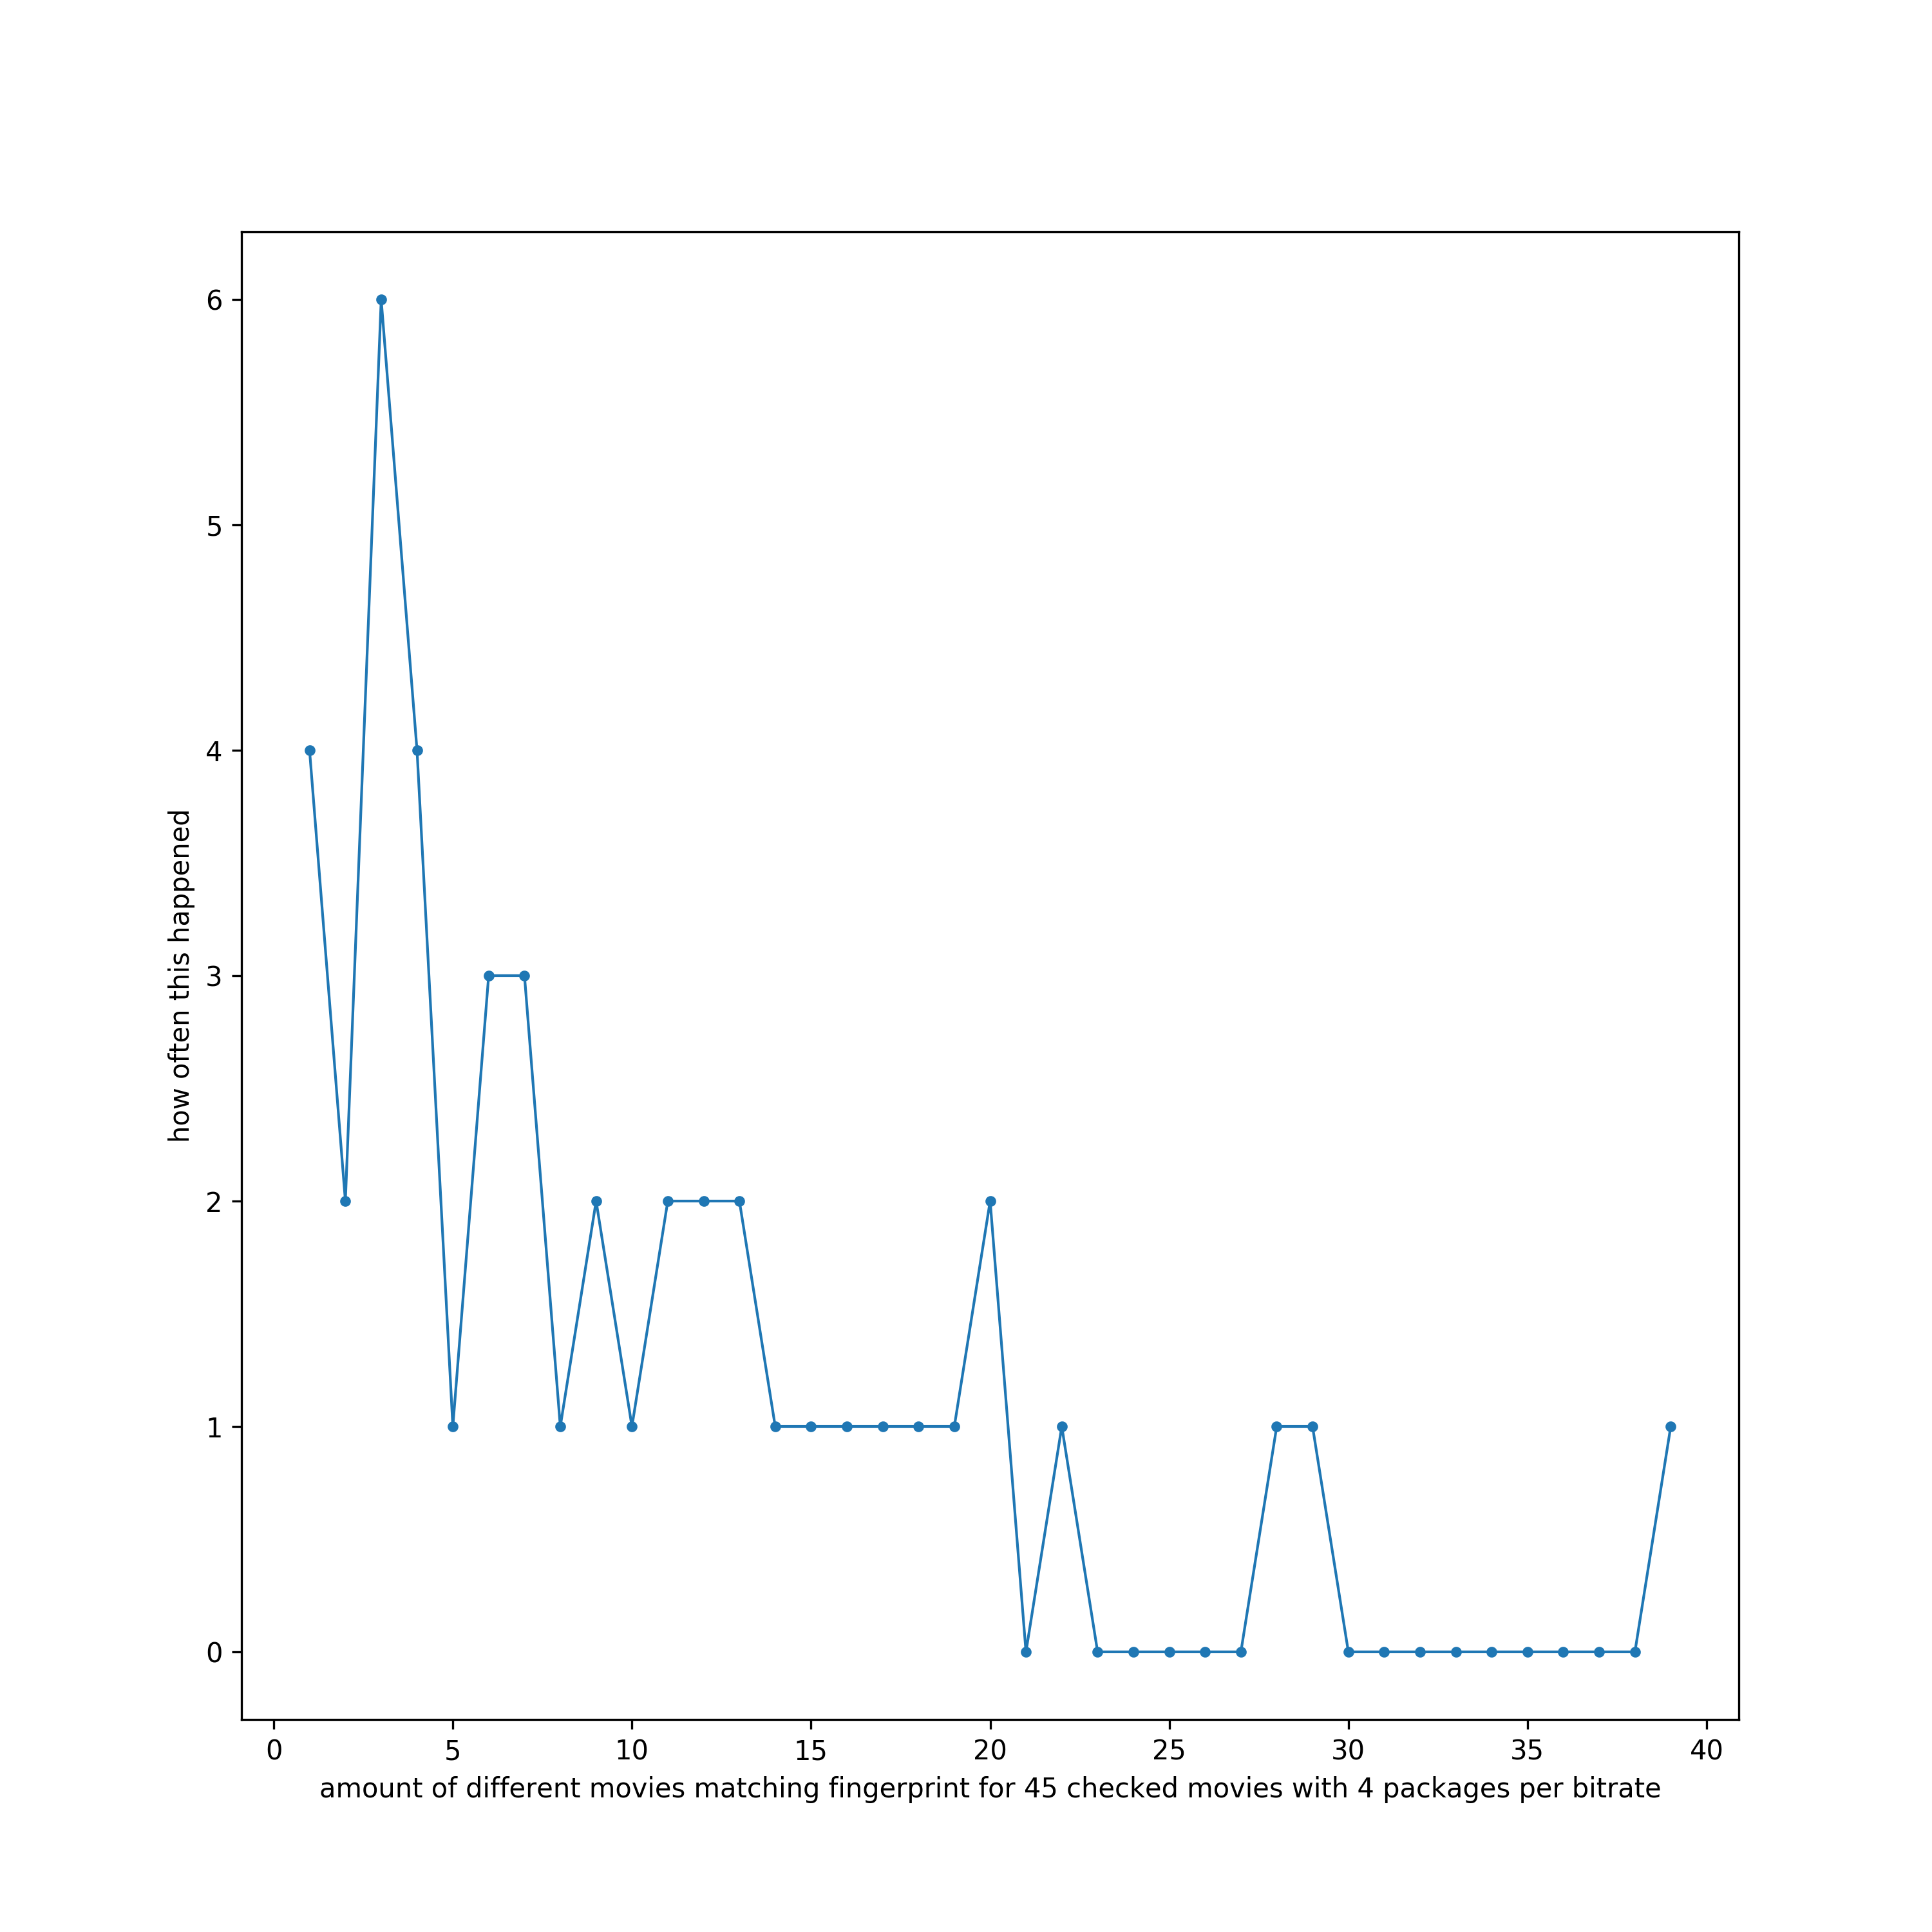 6
5
4
3
2
1
0
how often this happened
0 5 10 15 20 25 30 35 40
amount of different movies matching fingerprint for 45 checked movies with 4 packages per bitrate